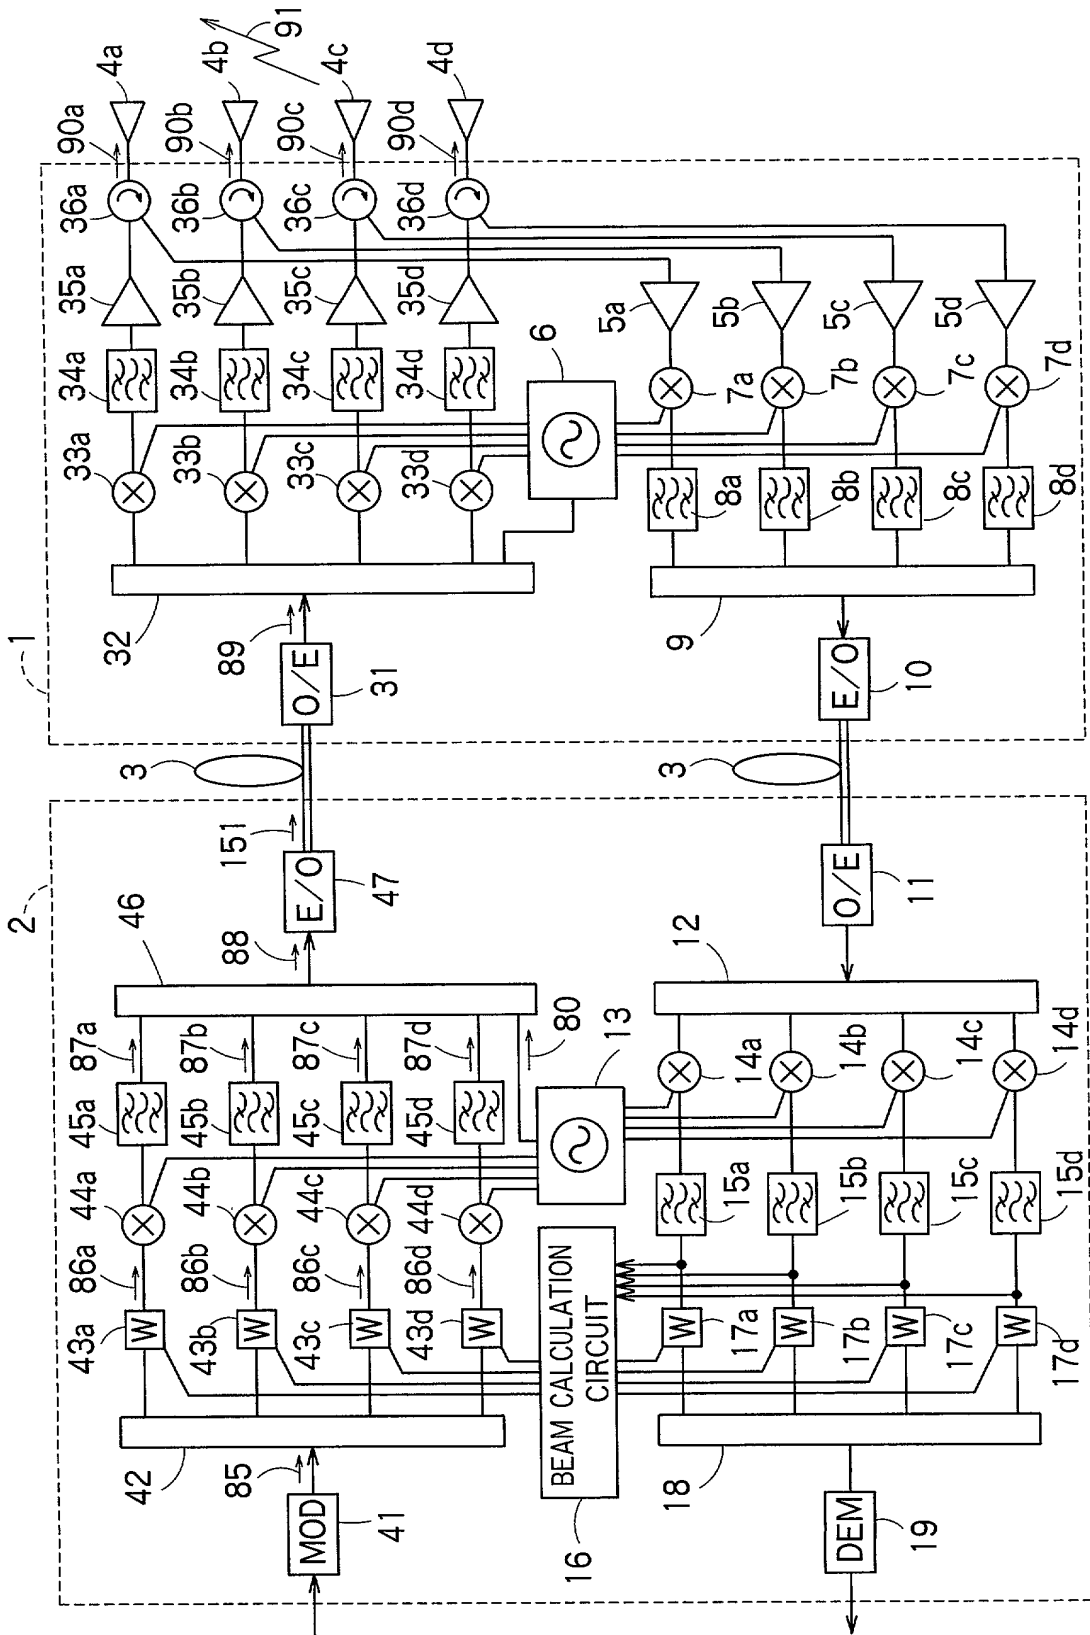 1
2
90a
4a
36a
35a
34a
33a
90b
4b
91
36b
35b
34b
33b
90c
4c
36c
35c
34c
33c
90d
4d
36d
35d
34d
33d
32
89
O/E
31
6
5a
7a
8a
5b
7b
8b
5c
7c
8c
5d
7d
8d
9
E/O
10
3
3
151
E/O
47
88
46
87a
45a
44a
86a
43a
87b
45b
44b
86b
43b
87c
45c
44c
86c
43c
87d
45d
44d
86d
43d
W
W
W
W
80
13
42
85
MOD
41
BEAM CALCULATION
CIRCUIT
16
O/E
11
12
14a
15a
17a
14b
15b
17b
14c
15c
17c
14d
15d
17d
W
W
W
W
18
DEM
19